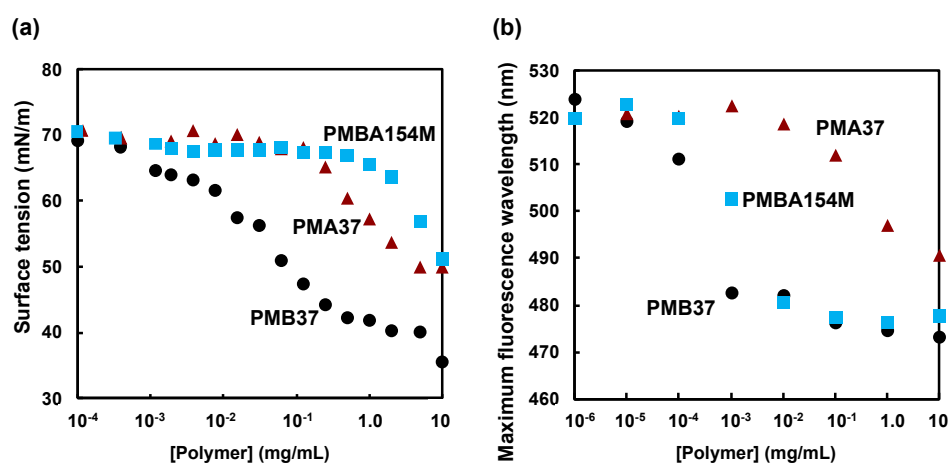 (a)
Surface tension (mN/m)
80
70
60
50
40
30
PMBA154M
PMA37
PMB37
10⁻⁴
10⁻³
10⁻²
10⁻¹
1.0
10
[Polymer] (mg/mL)
(b)
Maximum fluorescence wavelength (nm)
530
520
510
500
490
480
470
460
PMA37
PMBA154M
PMB37
10⁻⁶
10⁻⁵
10⁻⁴
10⁻³
10⁻²
10⁻¹
1.0
10
[Polymer] (mg/mL)